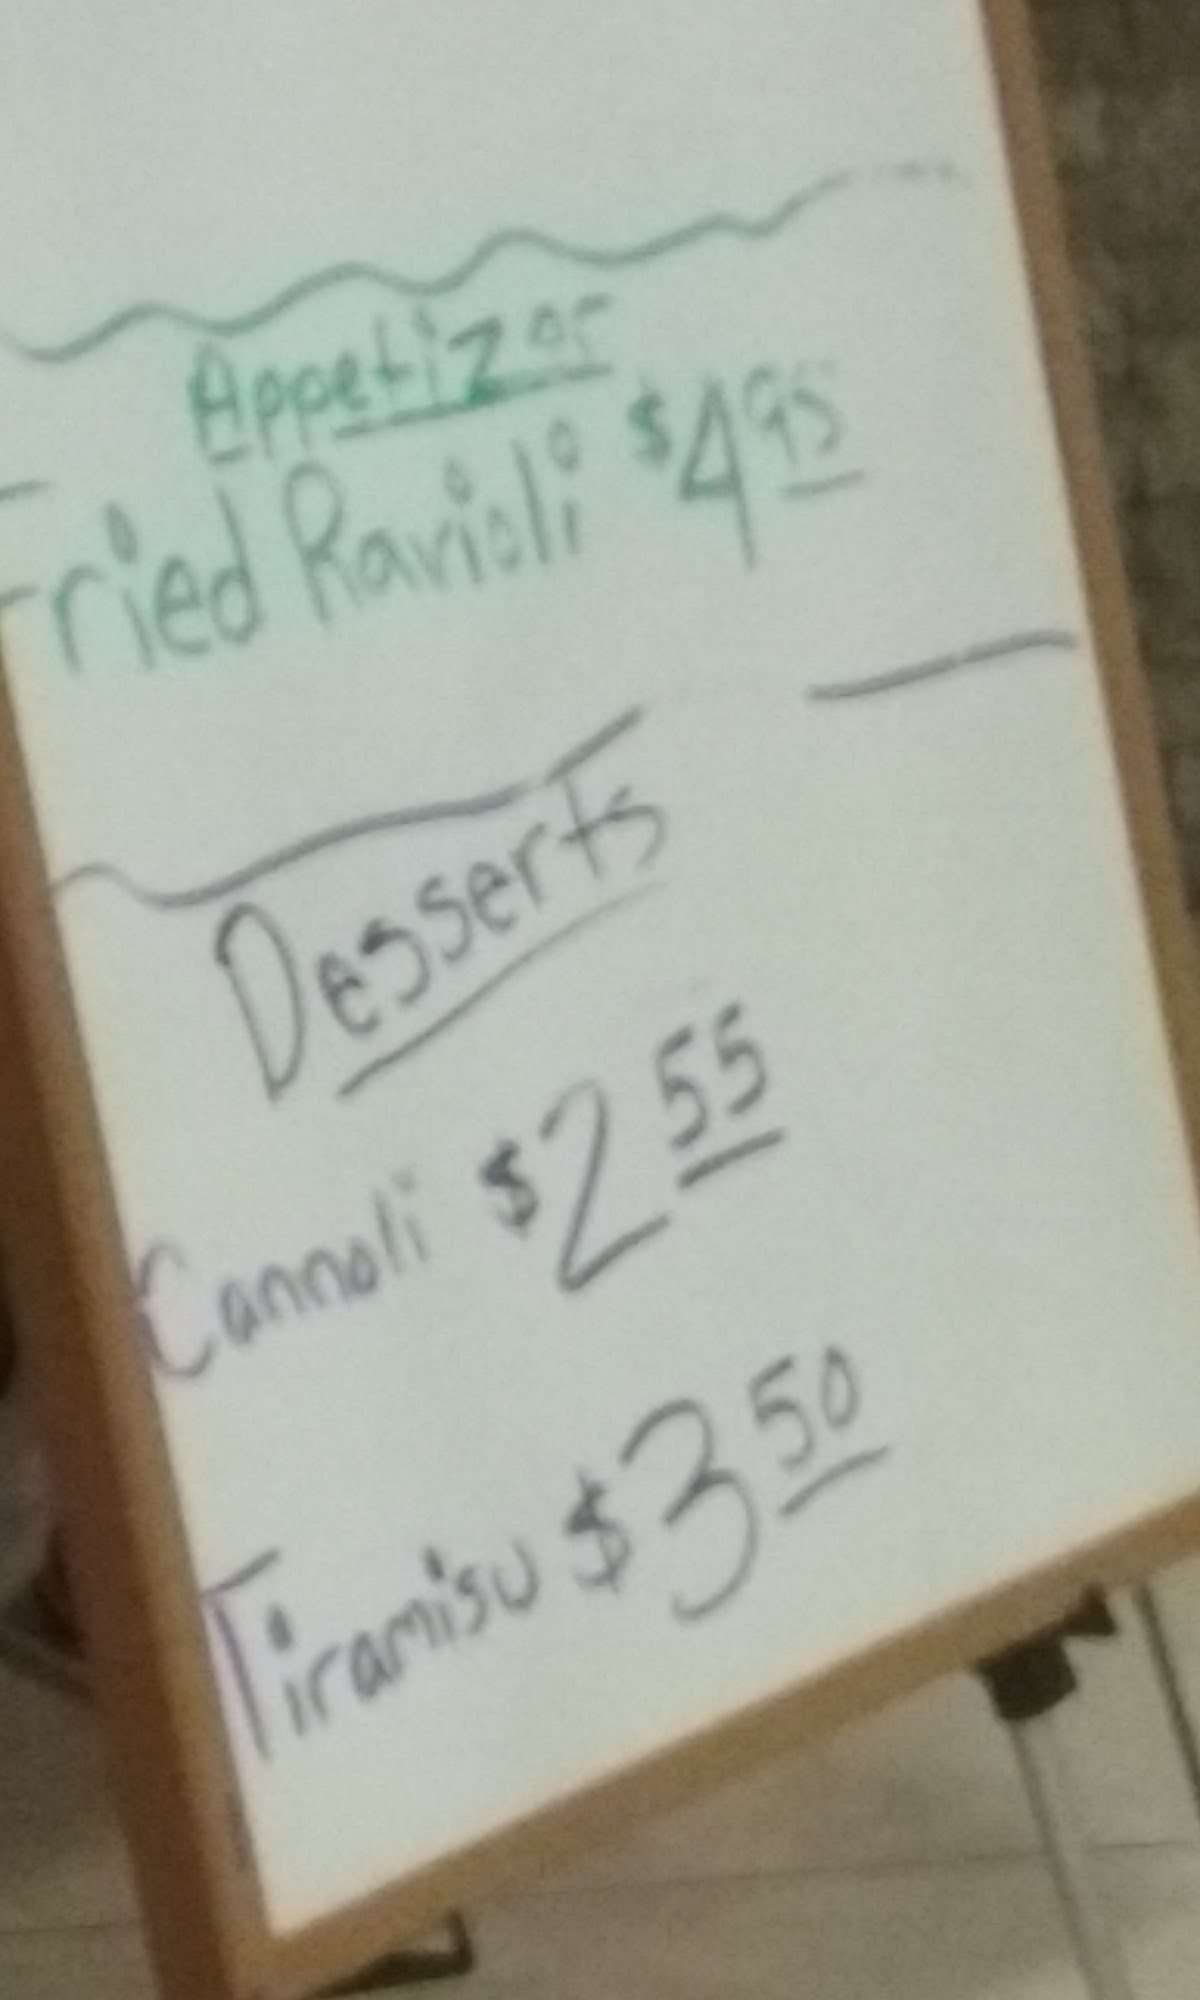 Appetizer
Fried Ravioli $4.95
Desserts
Cannoli $2.55
Tiramisu $3.50